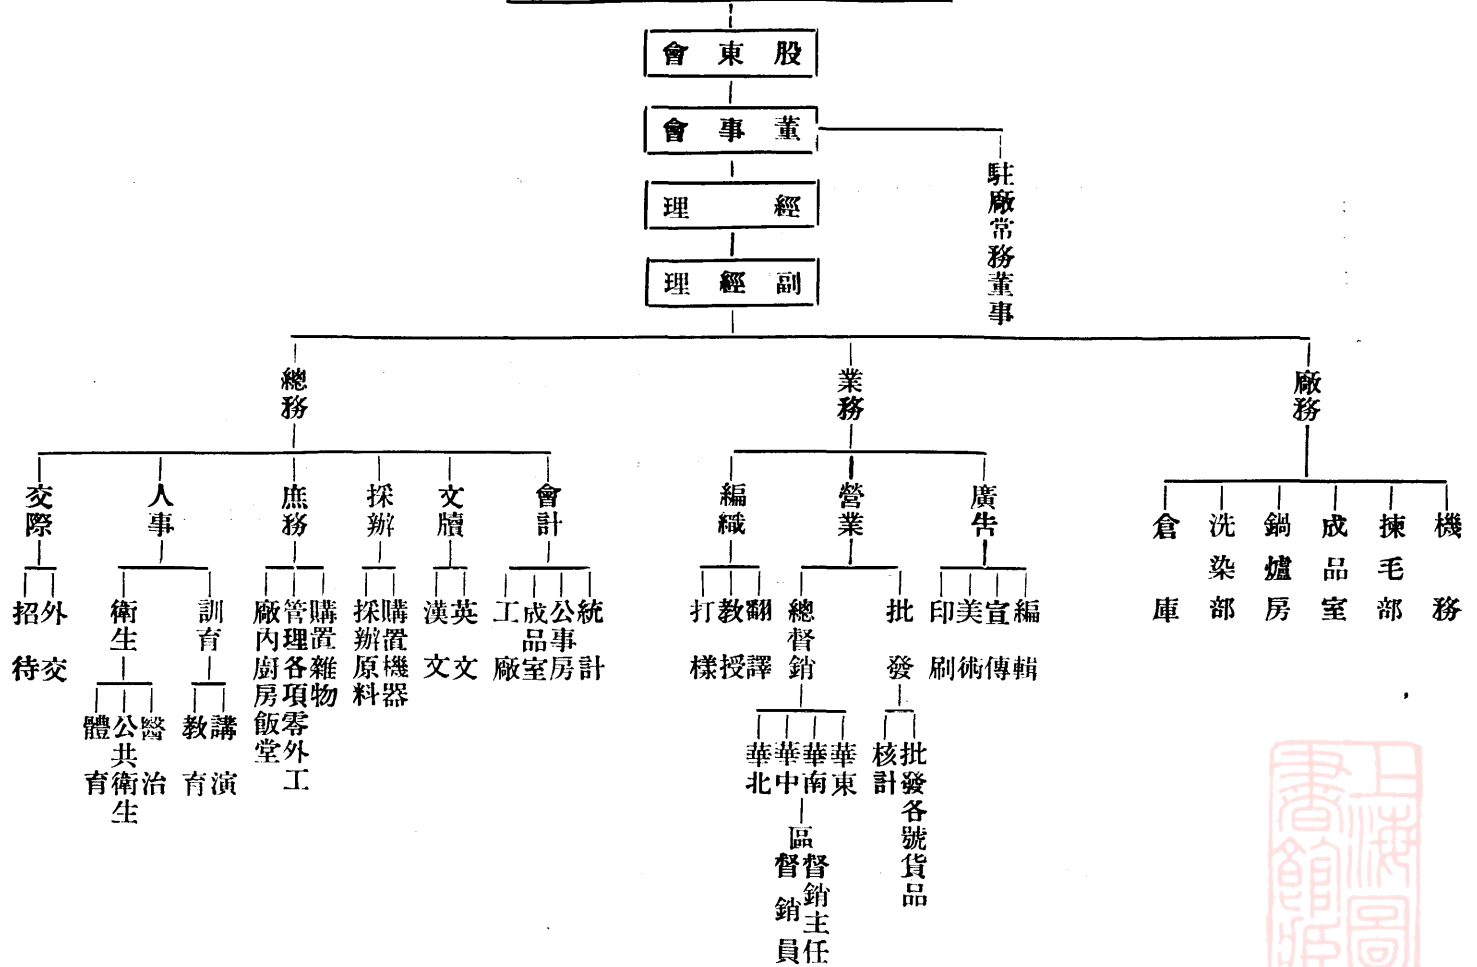 股東會
董事會
駐廠常務董事
經理
副經理
廠務
機務
揀毛部
成品室
鍋爐房
洗染部
倉庫
業務
廣告
編輯
宣傳
美術
印刷
營業
批發
批發各號貨品
核計
總督銷
華東
華南
華中
華北
區
督銷主任
督銷員
編織
翻譯
教授
打樣
總務
會計
統計
公事房
成品室
工廠
文牘
英文
漢文
採辦
購置機器
採辦原料
庶務
購置雜物
管理各項零外工
廠內廚房飯堂
人事
訓育
講演
教育
衛生
醫治
公共衛生
體育
交際
外交
招待
上海圖
書館